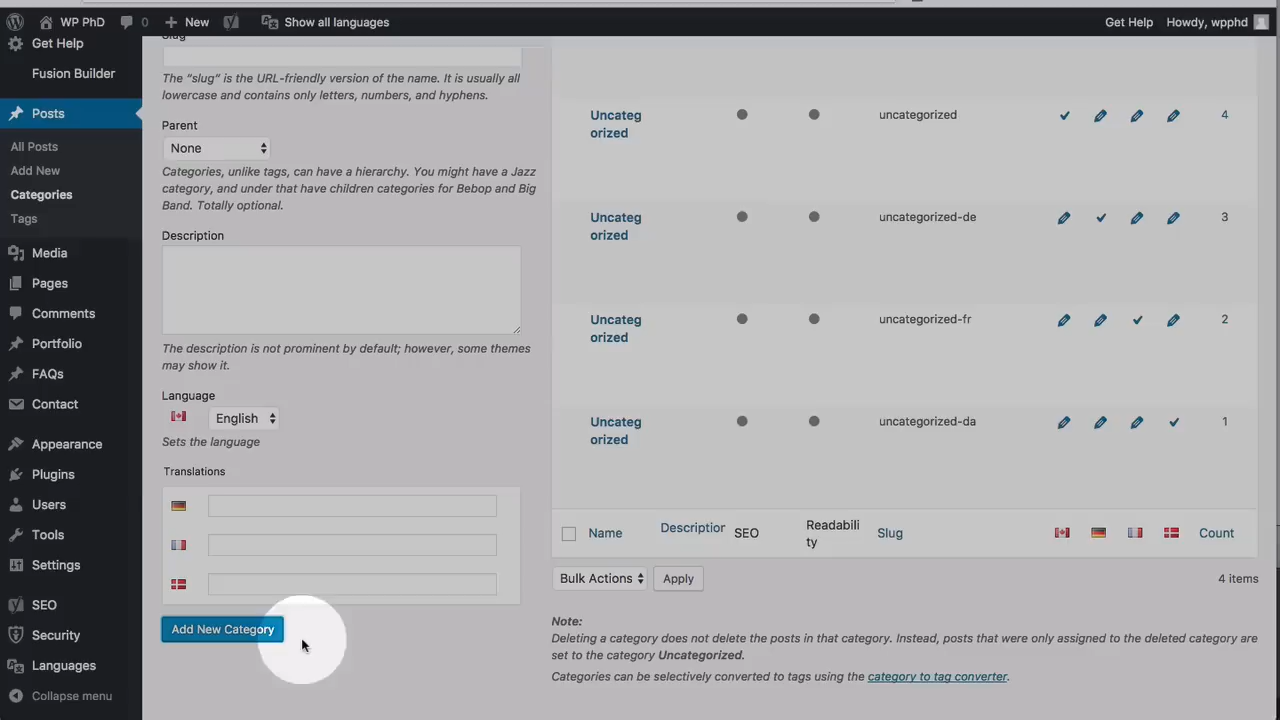 WP PhD 0 New Show all languages Get Help Howdy, wpphd
Get Help
Fusion Builder
Posts
All Posts
Add New
Categories
Tags
Media
Pages
Comments
Portfolio
FAQs
Contact
Appearance
Plugins
Users
Tools
Settings
SEO
Security
Languages
Collapse menu
Slug
The “slug” is the URL-friendly version of the name. It is usually all
lowercase and contains only letters, numbers, and hyphens.
Parent
None
Categories, unlike tags, can have a hierarchy. You might have a Jazz
category, and under that have children categories for Bebop and Big
Band. Totally optional.
Description
The description is not prominent by default; however, some themes
may show it.
Language
English
Sets the language
Translations
Add New Category
Uncateg uncategorized 4
orized
Uncateg uncategorized-de 3
orized
Uncateg uncategorized-fr 2
orized
Uncateg uncategorized-da 1
orized
Name Description SEO Readabili Slug Count
ty
Bulk Actions Apply 4 items
Note:
Deleting a category does not delete the posts in that category. Instead, posts that were only assigned to the deleted category are
set to the category Uncategorized.
Categories can be selectively converted to tags using the category to tag converter.